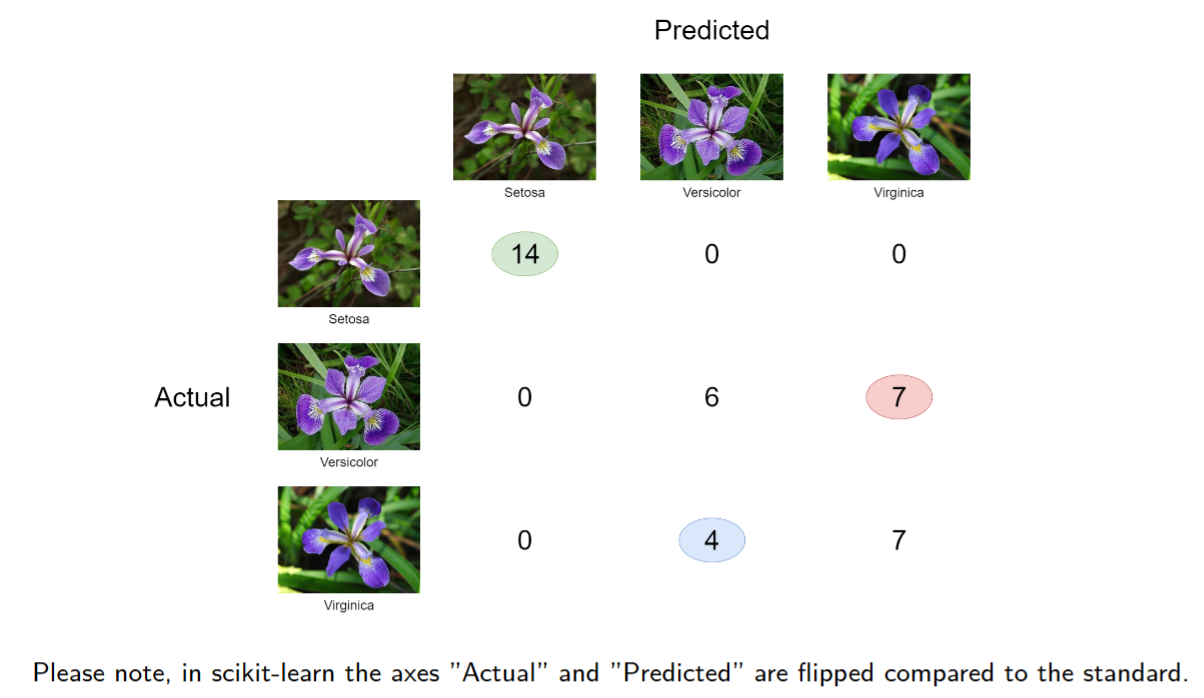 Predicted
Setosa Versicolor Virginica
14 0 0
Setosa
Actual 0 6 7
Versicolor
0 4 7
Virginica
Please note, in scikit-learn the axes ”Actual” and ”Predicted” are flipped compared to the standard.